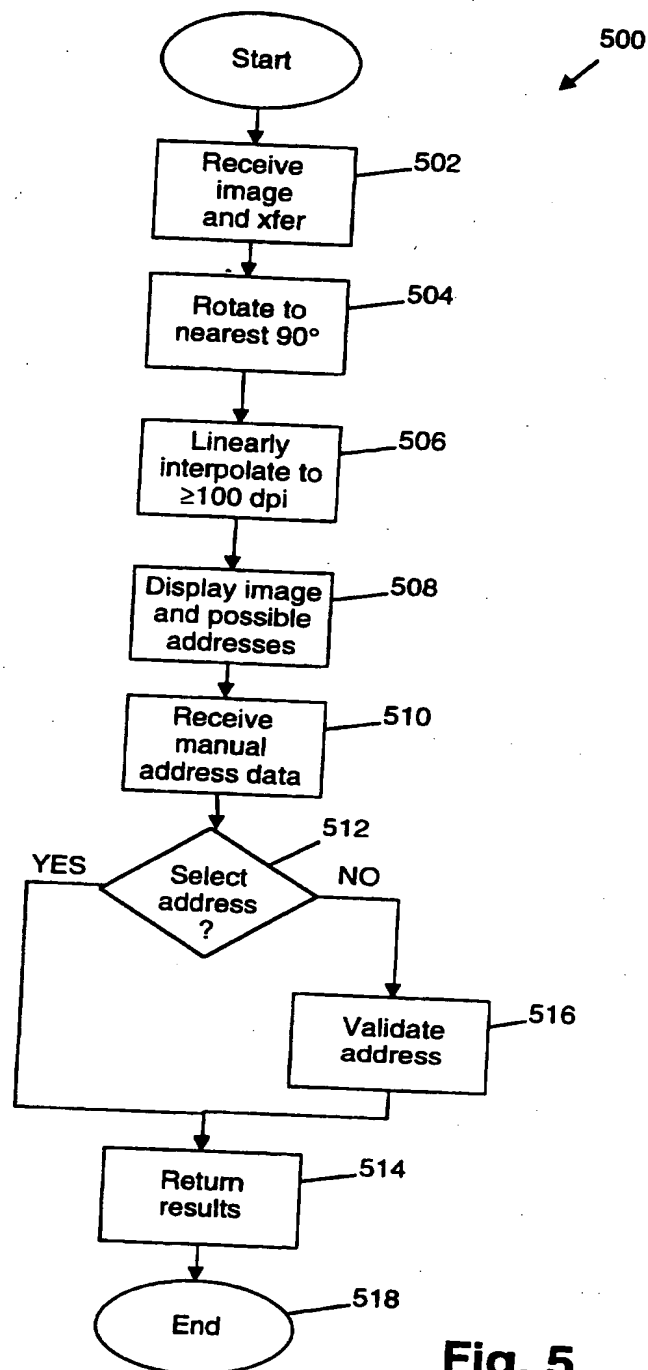 500
Start
Receive
image
and xfer
502
Rotate to
nearest 90°
504
Linearly
interpolate to
≥100 dpi
506
Display image
and possible
addresses
508
Receive
manual
address data
510
512
YES
Select
address
?
NO
Validate
address
516
Return
results
514
End
518
Fig. 5